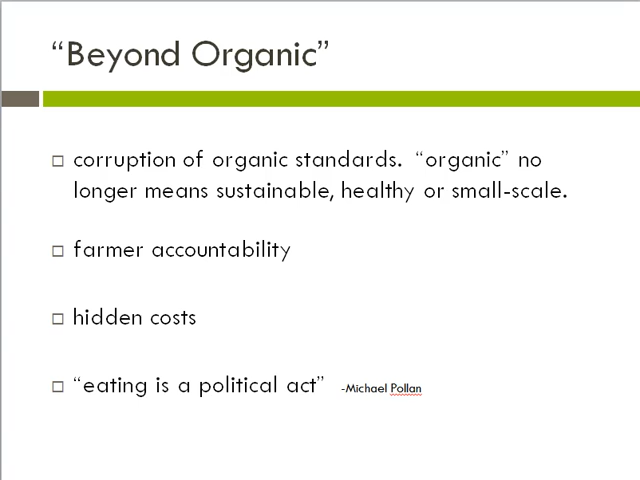 “Beyond Organic”
corruption of organic standards.  “organic” no
longer means sustainable, healthy or small-scale.
farmer accountability
hidden costs
“eating is a political act”   -Michael Pollan